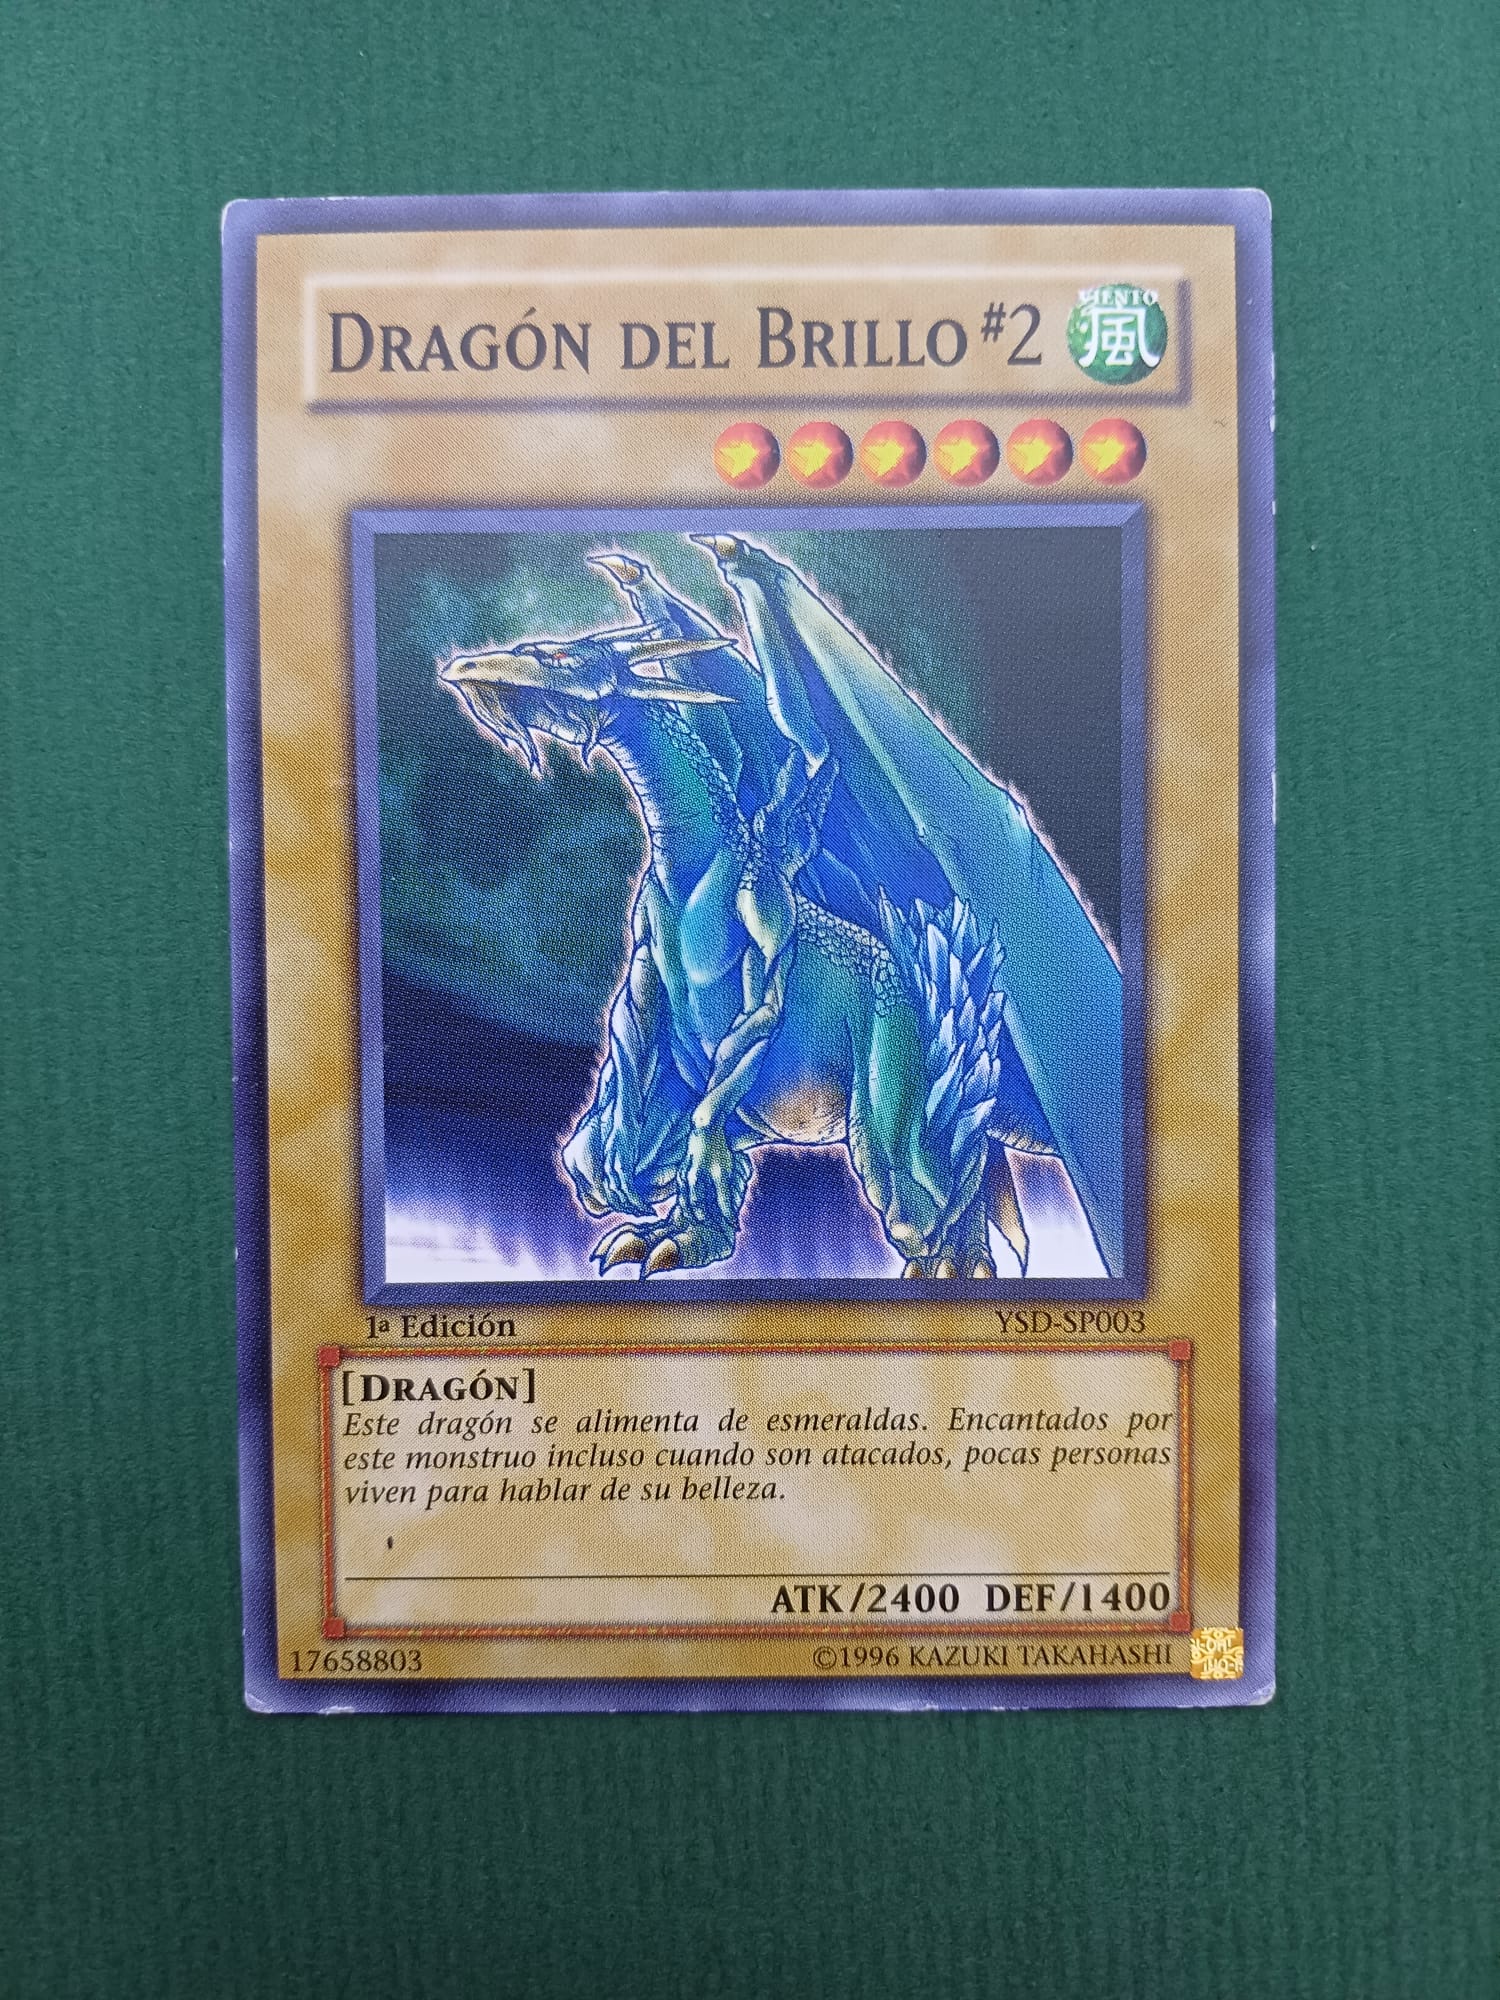 DRAGÓN DEL BRILLO #2
VIENTO
風
1ª Edición
YSD-SP003
[DRAGÓN]
Este dragón se alimenta de esmeraldas. Encantados por
este monstruo incluso cuando son atacados, pocas personas
viven para hablar de su belleza.
ATK/2400 DEF/1400
17658803
©1996 KAZUKI TAKAHASHI